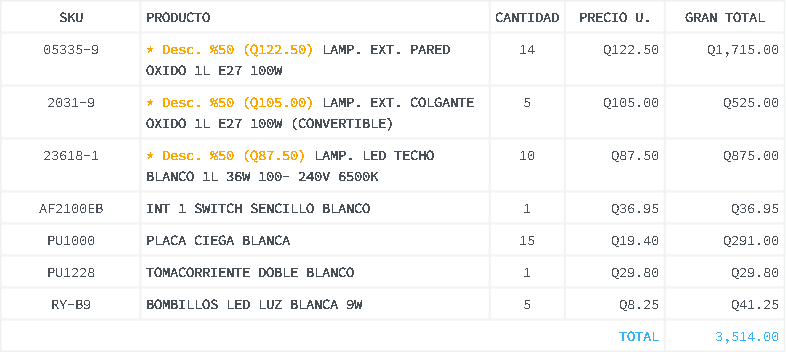 SKU PRODUCTO CANTIDAD PRECIO U. GRAN TOTAL
05335-9 ★ Desc. %50 (Q122.50) LAMP. EXT. PARED 14 Q122.50 Q1,715.00
OXIDO 1L E27 100W
2031-9 ★ Desc. %50 (Q105.00) LAMP. EXT. COLGANTE 5 Q105.00 Q525.00
OXIDO 1L E27 100W (CONVERTIBLE)
23618-1 ★ Desc. %50 (Q87.50) LAMP. LED TECHO 10 Q87.50 Q875.00
BLANCO 1L 36W 100- 240V 6500K
AF2100EB INT 1 SWITCH SENCILLO BLANCO 1 Q36.95 Q36.95
PU1000 PLACA CIEGA BLANCA 15 Q19.40 Q291.00
PU1228 TOMACORRIENTE DOBLE BLANCO 1 Q29.80 Q29.80
RY-B9 BOMBILLOS LED LUZ BLANCA 9W 5 Q8.25 Q41.25
TOTAL 3,514.00